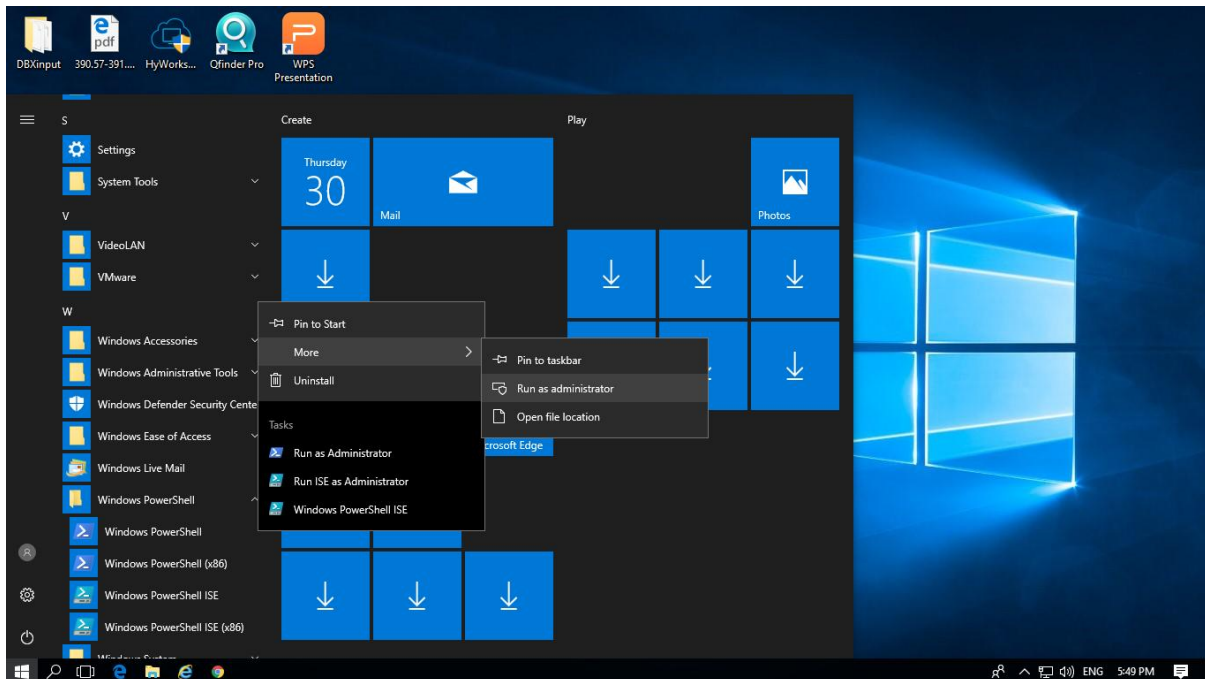 pdf
DBXinput
390.57-391....
HyWorks...
Qfinder Pro
WPS
Presentation
S
Settings
System Tools
V
VideoLAN
VMware
W
Windows Accessories
Windows Administrative Tools
Windows Defender Security Cente
Windows Ease of Access
Windows Live Mail
Windows PowerShell
Windows PowerShell
Windows PowerShell (x86)
Windows PowerShell ISE
Windows PowerShell ISE (x86)
Create
Thursday
30
Mail
Play
Photos
Pin to Start
More
Uninstall
Tasks
Run as Administrator
Run ISE as Administrator
Windows PowerShell ISE
Pin to taskbar
Run as administrator
Open file location
crosoft Edge
ENG
5:49 PM